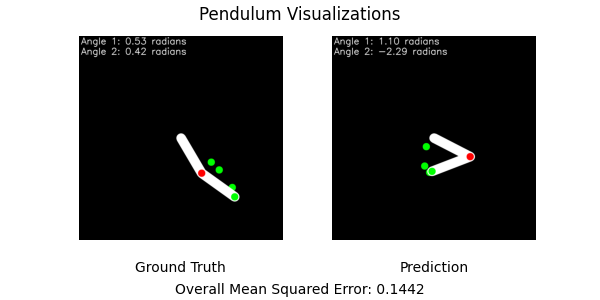 Pendulum Visualizations
Angle 1: 0.53 radians
Angle 2: 0.42 radians
Angle 1: 1.10 radians
Angle 2: −2.29 radians
Ground Truth
Prediction
Overall Mean Squared Error: 0.1442